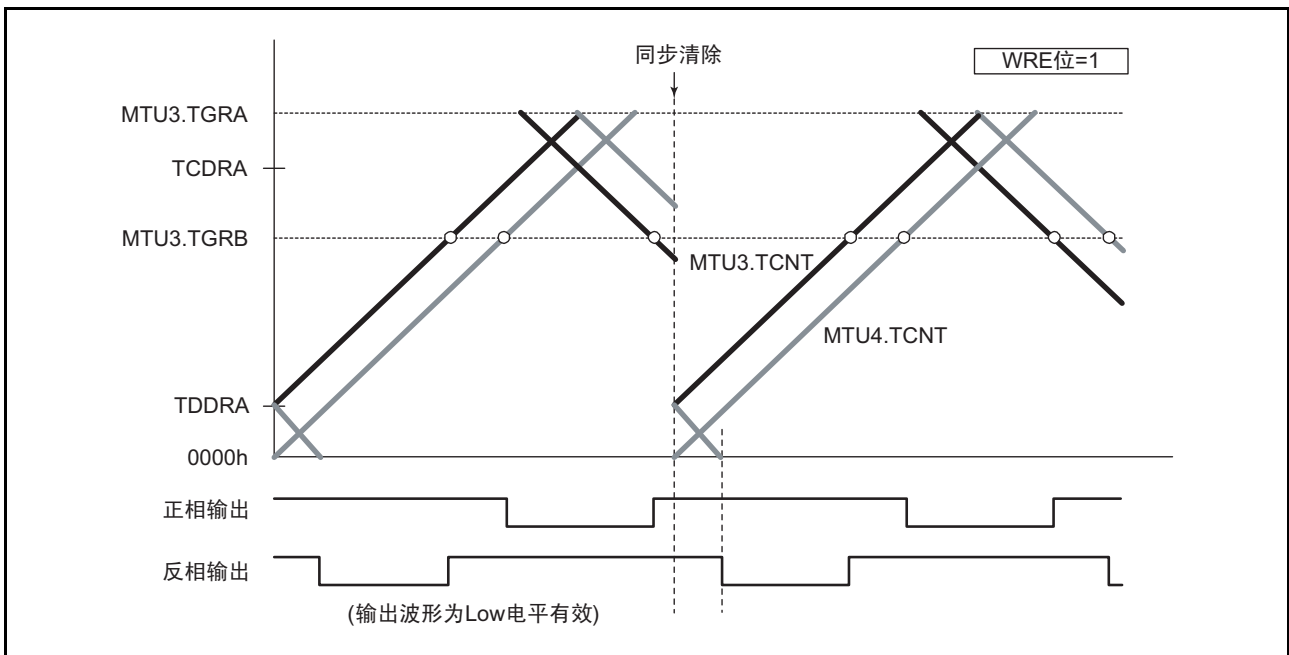 同步清除
WRE位=1
MTU3.TGRA
TCDRA
MTU3.TGRB
MTU3.TCNT
MTU4.TCNT
TDDRA
0000h
正相输出
反相输出
(输出波形为Low电平有效)